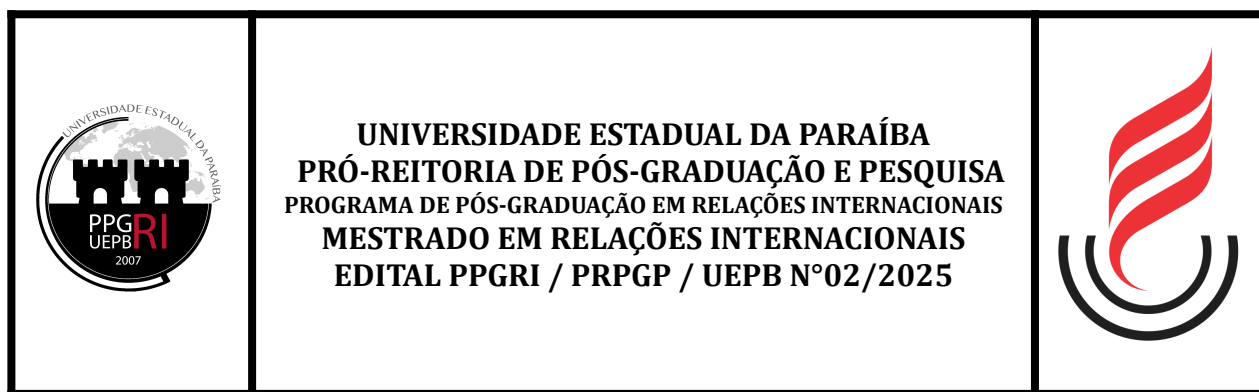 UNIVERSIDADE ESTADUAL DA PARAÍBA
PPG
UEPB
RI
2007
UNIVERSIDADE ESTADUAL DA PARAÍBA
PRÓ-REITORIA DE PÓS-GRADUAÇÃO E PESQUISA
PROGRAMA DE PÓS-GRADUAÇÃO EM RELAÇÕES INTERNACIONAIS
MESTRADO EM RELAÇÕES INTERNACIONAIS
EDITAL PPGRI / PRPGP / UEPB N°02/2025